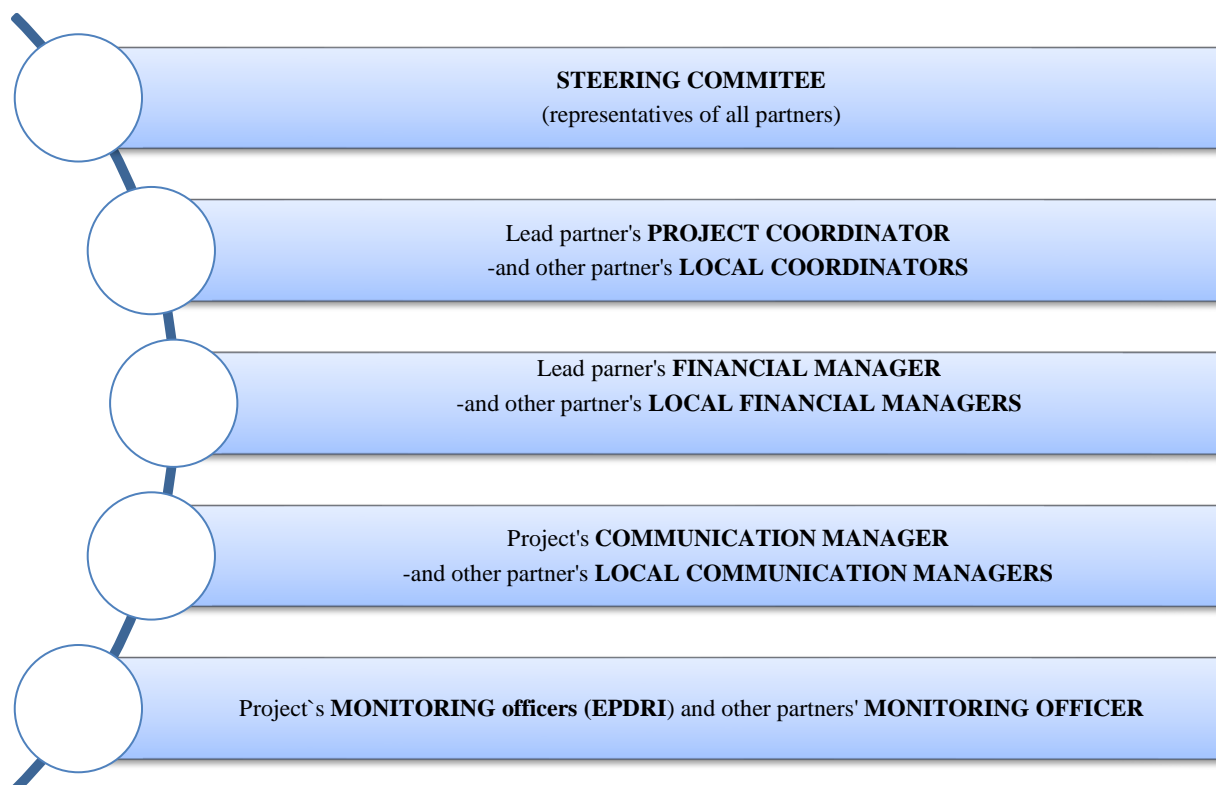 STEERING COMMITEE
(representatives of all partners)
Lead partner's PROJECT COORDINATOR
-and other partner's LOCAL COORDINATORS
Lead parner's FINANCIAL MANAGER
-and other partner's LOCAL FINANCIAL MANAGERS
Project's COMMUNICATION MANAGER
-and other partner's LOCAL COMMUNICATION MANAGERS
Project`s MONITORING officers (EPDRI) and other partners' MONITORING OFFICER